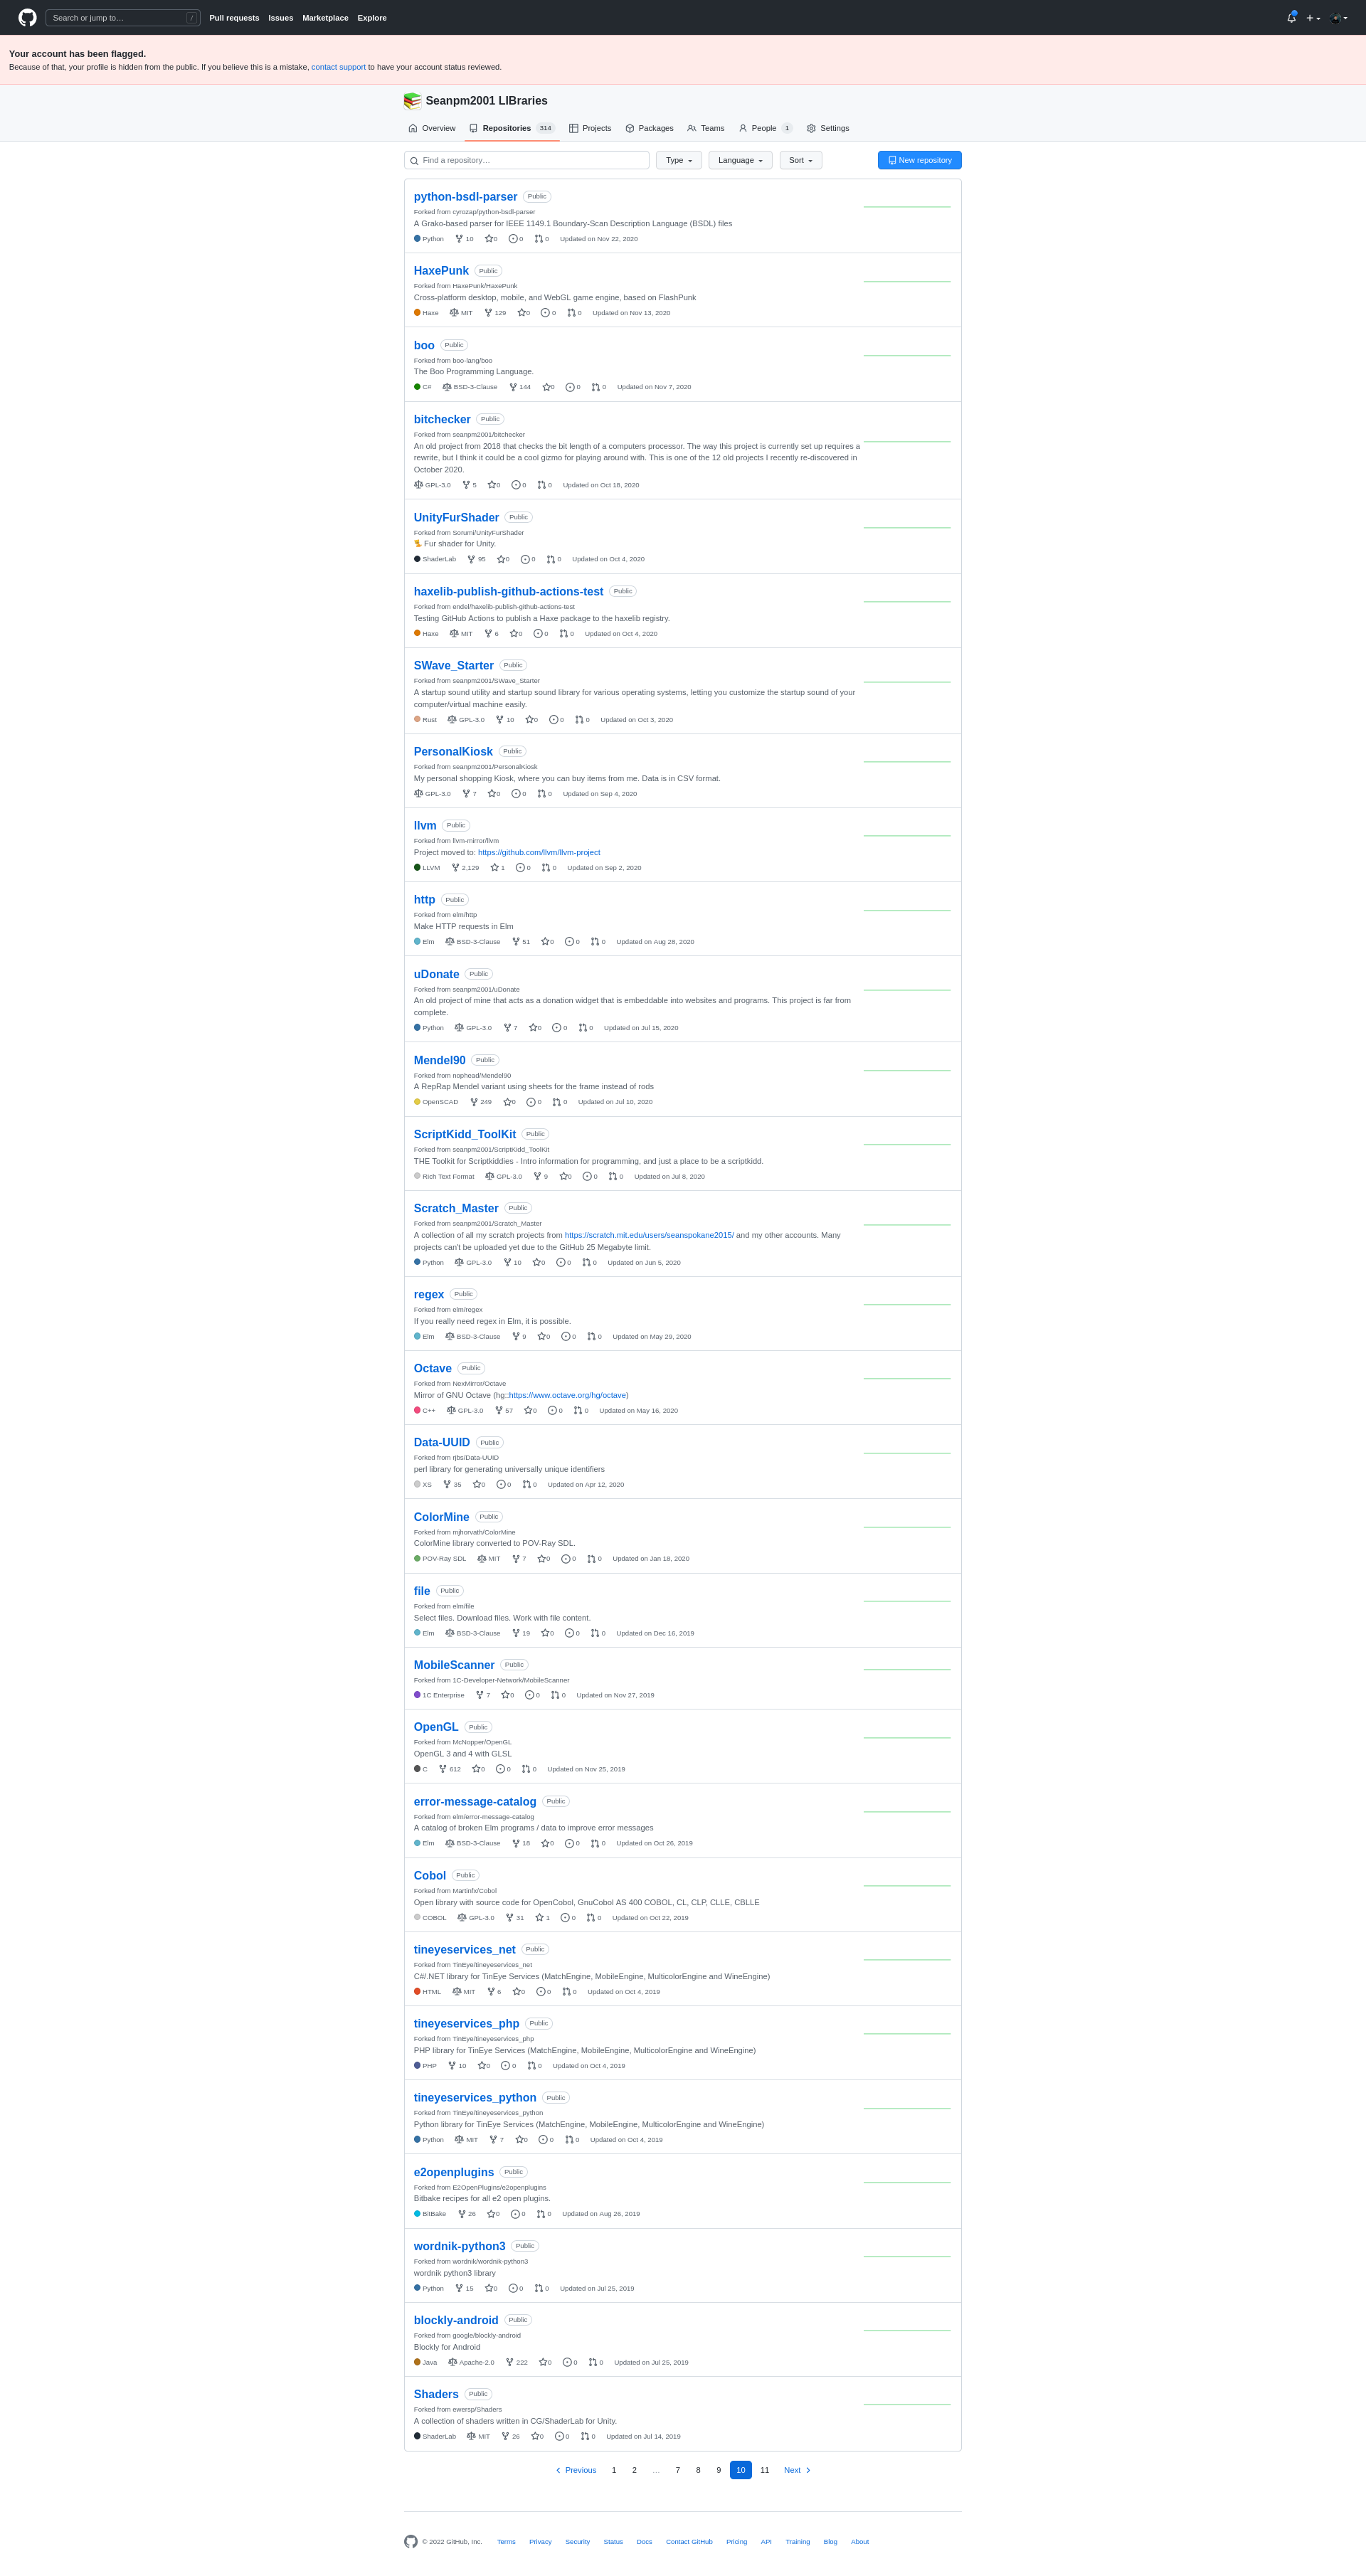 Search or jump to… /
Pull requests Issues Marketplace Explore
Your account has been flagged.
Because of that, your profile is hidden from the public. If you believe this is a mistake, contact support to have your account status reviewed.
Seanpm2001 LIBraries
Overview Repositories 314 Projects Packages Teams People 1 Settings
Find a repository… Type Language Sort New repository
python-bsdl-parser Public
Forked from cyrozap/python-bsdl-parser
A Grako-based parser for IEEE 1149.1 Boundary-Scan Description Language (BSDL) files
Python 10 0 0 0 Updated on Nov 22, 2020
HaxePunk Public
Forked from HaxePunk/HaxePunk
Cross-platform desktop, mobile, and WebGL game engine, based on FlashPunk
Haxe MIT 129 0 0 0 Updated on Nov 13, 2020
boo Public
Forked from boo-lang/boo
The Boo Programming Language.
C# BSD-3-Clause 144 0 0 0 Updated on Nov 7, 2020
bitchecker Public
Forked from seanpm2001/bitchecker
An old project from 2018 that checks the bit length of a computers processor. The way this project is currently set up requires a
rewrite, but I think it could be a cool gizmo for playing around with. This is one of the 12 old projects I recently re-discovered in
October 2020.
GPL-3.0 5 0 0 0 Updated on Oct 18, 2020
UnityFurShader Public
Forked from Sorumi/UnityFurShader
Fur shader for Unity.
ShaderLab 95 0 0 0 Updated on Oct 4, 2020
haxelib-publish-github-actions-test Public
Forked from endel/haxelib-publish-github-actions-test
Testing GitHub Actions to publish a Haxe package to the haxelib registry.
Haxe MIT 6 0 0 0 Updated on Oct 4, 2020
SWave_Starter Public
Forked from seanpm2001/SWave_Starter
A startup sound utility and startup sound library for various operating systems, letting you customize the startup sound of your
computer/virtual machine easily.
Rust GPL-3.0 10 0 0 0 Updated on Oct 3, 2020
PersonalKiosk Public
Forked from seanpm2001/PersonalKiosk
My personal shopping Kiosk, where you can buy items from me. Data is in CSV format.
GPL-3.0 7 0 0 0 Updated on Sep 4, 2020
llvm Public
Forked from llvm-mirror/llvm
Project moved to: https://github.com/llvm/llvm-project
LLVM 2,129 1 0 0 Updated on Sep 2, 2020
http Public
Forked from elm/http
Make HTTP requests in Elm
Elm BSD-3-Clause 51 0 0 0 Updated on Aug 28, 2020
uDonate Public
Forked from seanpm2001/uDonate
An old project of mine that acts as a donation widget that is embeddable into websites and programs. This project is far from
complete.
Python GPL-3.0 7 0 0 0 Updated on Jul 15, 2020
Mendel90 Public
Forked from nophead/Mendel90
A RepRap Mendel variant using sheets for the frame instead of rods
OpenSCAD 249 0 0 0 Updated on Jul 10, 2020
ScriptKidd_ToolKit Public
Forked from seanpm2001/ScriptKidd_ToolKit
THE Toolkit for Scriptkiddies - Intro information for programming, and just a place to be a scriptkidd.
Rich Text Format GPL-3.0 9 0 0 0 Updated on Jul 8, 2020
Scratch_Master Public
Forked from seanpm2001/Scratch_Master
A collection of all my scratch projects from https://scratch.mit.edu/users/seanspokane2015/ and my other accounts. Many
projects can't be uploaded yet due to the GitHub 25 Megabyte limit.
Python GPL-3.0 10 0 0 0 Updated on Jun 5, 2020
regex Public
Forked from elm/regex
If you really need regex in Elm, it is possible.
Elm BSD-3-Clause 9 0 0 0 Updated on May 29, 2020
Octave Public
Forked from NexMirror/Octave
Mirror of GNU Octave (hg::https://www.octave.org/hg/octave)
C++ GPL-3.0 57 0 0 0 Updated on May 16, 2020
Data-UUID Public
Forked from rjbs/Data-UUID
perl library for generating universally unique identifiers
XS 35 0 0 0 Updated on Apr 12, 2020
ColorMine Public
Forked from mjhorvath/ColorMine
ColorMine library converted to POV-Ray SDL.
POV-Ray SDL MIT 7 0 0 0 Updated on Jan 18, 2020
file Public
Forked from elm/file
Select files. Download files. Work with file content.
Elm BSD-3-Clause 19 0 0 0 Updated on Dec 16, 2019
MobileScanner Public
Forked from 1C-Developer-Network/MobileScanner
1C Enterprise 7 0 0 0 Updated on Nov 27, 2019
OpenGL Public
Forked from McNopper/OpenGL
OpenGL 3 and 4 with GLSL
C 612 0 0 0 Updated on Nov 25, 2019
error-message-catalog Public
Forked from elm/error-message-catalog
A catalog of broken Elm programs / data to improve error messages
Elm BSD-3-Clause 18 0 0 0 Updated on Oct 26, 2019
Cobol Public
Forked from Martinfx/Cobol
Open library with source code for OpenCobol, GnuCobol AS 400 COBOL, CL, CLP, CLLE, CBLLE
COBOL GPL-3.0 31 1 0 0 Updated on Oct 22, 2019
tineyeservices_net Public
Forked from TinEye/tineyeservices_net
C#/.NET library for TinEye Services (MatchEngine, MobileEngine, MulticolorEngine and WineEngine)
HTML MIT 6 0 0 0 Updated on Oct 4, 2019
tineyeservices_php Public
Forked from TinEye/tineyeservices_php
PHP library for TinEye Services (MatchEngine, MobileEngine, MulticolorEngine and WineEngine)
PHP 10 0 0 0 Updated on Oct 4, 2019
tineyeservices_python Public
Forked from TinEye/tineyeservices_python
Python library for TinEye Services (MatchEngine, MobileEngine, MulticolorEngine and WineEngine)
Python MIT 7 0 0 0 Updated on Oct 4, 2019
e2openplugins Public
Forked from E2OpenPlugins/e2openplugins
Bitbake recipes for all e2 open plugins.
BitBake 26 0 0 0 Updated on Aug 26, 2019
wordnik-python3 Public
Forked from wordnik/wordnik-python3
wordnik python3 library
Python 15 0 0 0 Updated on Jul 25, 2019
blockly-android Public
Forked from google/blockly-android
Blockly for Android
Java Apache-2.0 222 0 0 0 Updated on Jul 25, 2019
Shaders Public
Forked from ewersp/Shaders
A collection of shaders written in CG/ShaderLab for Unity.
ShaderLab MIT 26 0 0 0 Updated on Jul 14, 2019
Previous 1 2 … 7 8 9 10 11 Next
© 2022 GitHub, Inc. Terms Privacy Security Status Docs Contact GitHub Pricing API Training Blog About